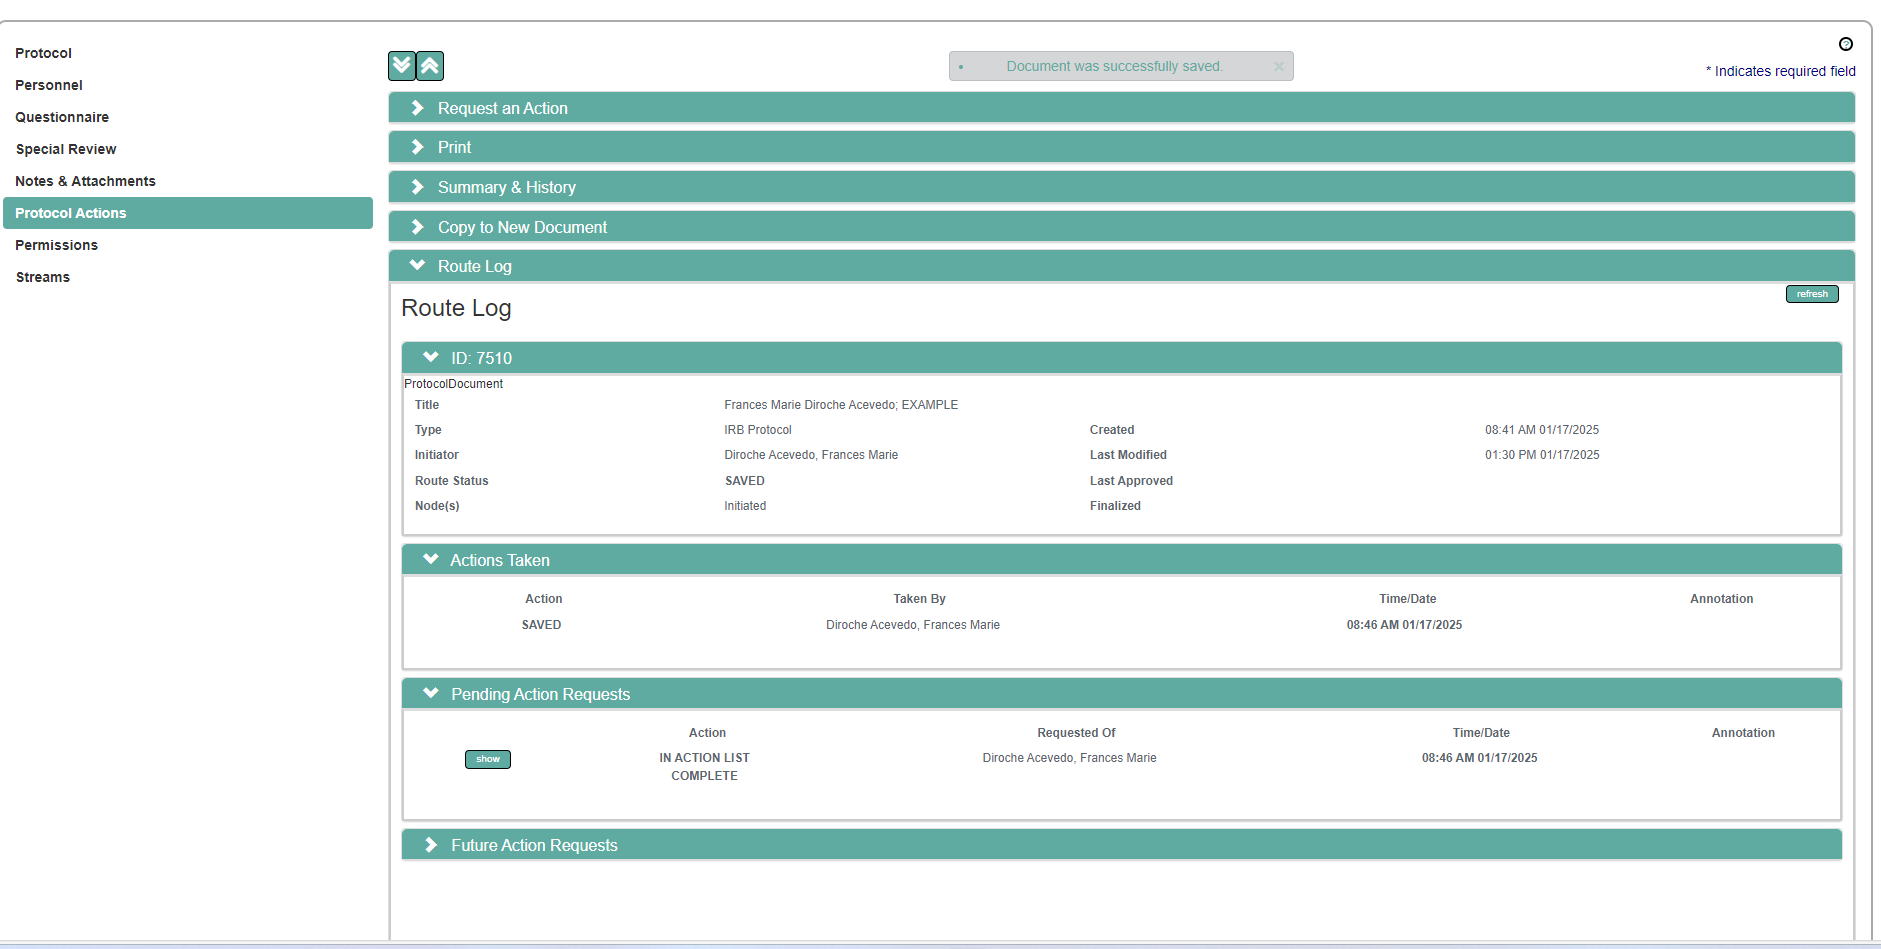 Protocol
Personnel
Questionnaire
Special Review
Notes & Attachments
Protocol Actions
Permissions
Streams
• Document was successfully saved. ×
* Indicates required field
Request an Action
Print
Summary & History
Copy to New Document
Route Log
refresh
Route Log
ID: 7510
ProtocolDocument
Title Frances Marie Diroche Acevedo; EXAMPLE
Type IRB Protocol Created 08:41 AM 01/17/2025
Initiator Diroche Acevedo, Frances Marie Last Modified 01:30 PM 01/17/2025
Route Status SAVED Last Approved
Node(s) Initiated Finalized
Actions Taken
Action Taken By Time/Date Annotation
SAVED Diroche Acevedo, Frances Marie 08:46 AM 01/17/2025
Pending Action Requests
Action Requested Of Time/Date Annotation
show IN ACTION LIST Diroche Acevedo, Frances Marie 08:46 AM 01/17/2025
COMPLETE
Future Action Requests